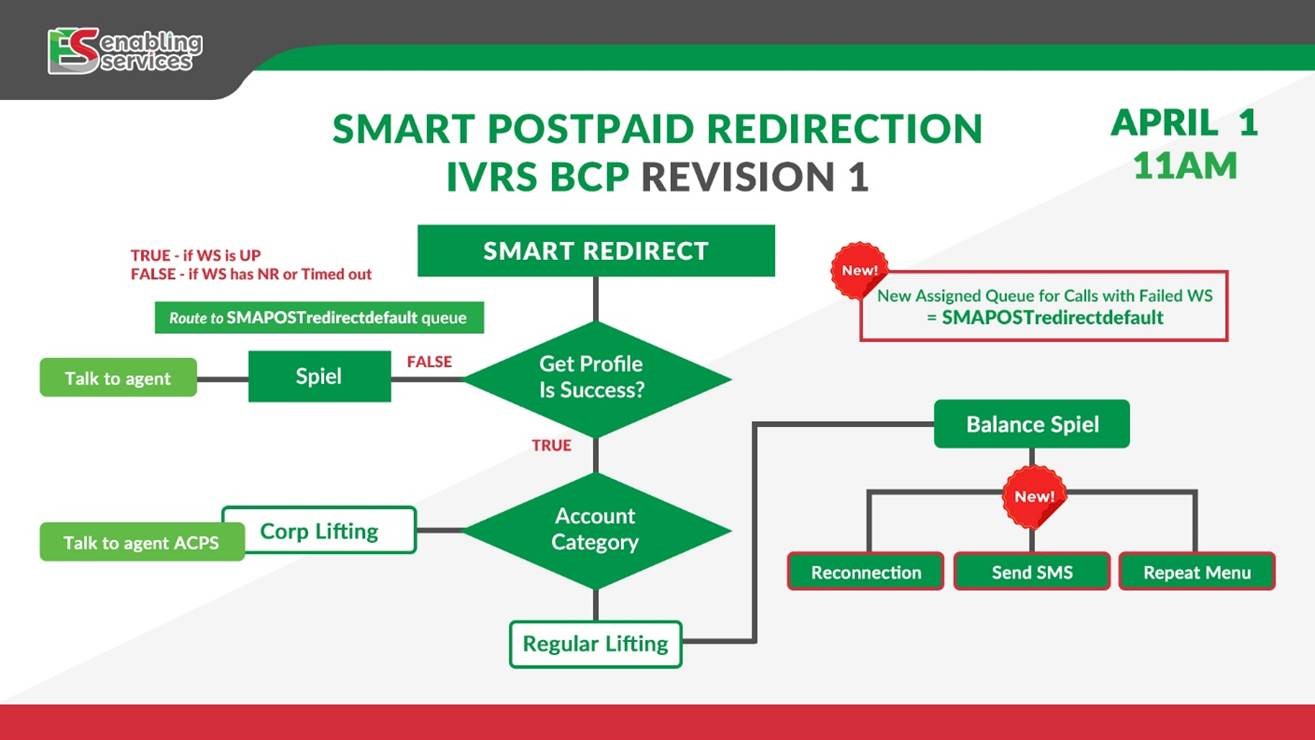 enabling
services
SMART POSTPAID REDIRECTION
IVRS BCP REVISION 1
APRIL 1
11AM
TRUE - if WS is UP
FALSE - if WS has NR or Timed out
SMART REDIRECT
New!
New Assigned Queue for Calls with Failed WS
= SMAPOSTredirectdefault
Route to SMAPOSTredirectdefault queue
Talk to agent
Spiel
FALSE
Get Profile
Is Success?
TRUE
Balance Spiel
New!
Talk to agent ACPS
Corp Lifting
Account
Category
Reconnection
Send SMS
Repeat Menu
Regular Lifting